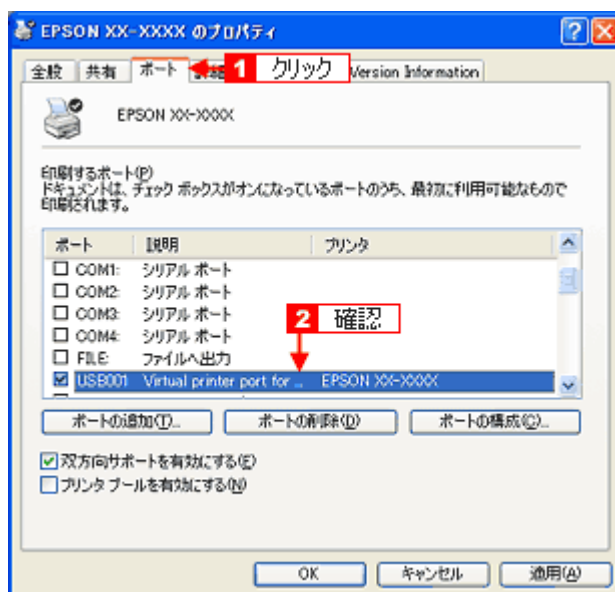 EPSON XX-XXXX のプロパティ
全般 共有 ポート 1 クリック Version Information
EPSON XX-XXXX
印刷するポート(P)
ドキュメントは、チェック ボックスがオンになっているポートのうち、最初に利用可能なもので
印刷されます。
ポート 説明 プリンタ
COM1: シリアル ポート
COM2: シリアル ポート
COM3: シリアル ポート
COM4: シリアル ポート
2 確認
FILE: ファイルへ出力
USB001 Virtual printer port for ... EPSON XX-XXXX
ポートの追加(T)... ポートの削除(D) ポートの構成(C)...
双方向サポートを有効にする(E)
プリンタ プールを有効にする(N)
OK キャンセル 適用(A)